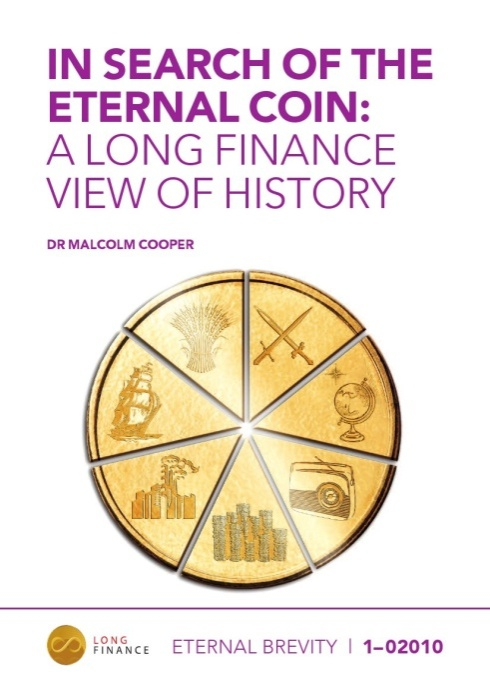 IN SEARCH OF THE
ETERNAL COIN:
A LONG FINANCE
VIEW OF HISTORY
DR MALCOLM COOPER
LONG
FINANCE
ETERNAL BREVITY | 1–02010